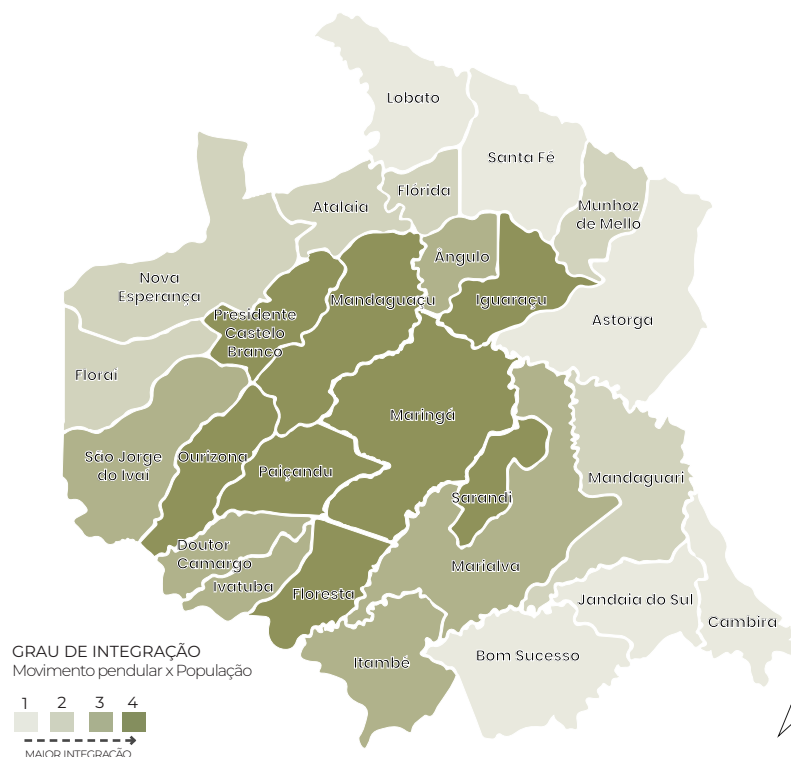 Lobato
Santa Fé
Flórida
Munhoz
de Mello
Atalaia
Ângulo
Nova
Esperança
Mandaguaçu
Iguaraçu
Presidente
Castelo
Branco
Astorga
Floraí
Maringá
São Jorge
do Ivaí
Ourizona
Paiçandu
Mandaguari
Sarandi
Doutor
Camargo
Marialva
Ivatuba
Floresta
Jandaia do Sul
Cambira
Itambé
Bom Sucesso
GRAU DE INTEGRAÇÃO
Movimento pendular x População
1 2 3 4
MAIOR INTEGRAÇÃO